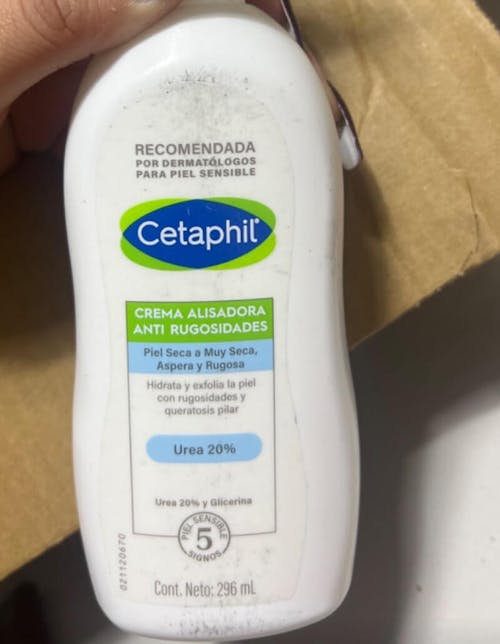 RECOMENDADA
POR DERMATÓLOGOS
PARA PIEL SENSIBLE
Cetaphil®
CREMA ALISADORA
ANTI RUGOSIDADES
Piel Seca a Muy Seca,
Aspera y Rugosa
Hidrata y exfolia la piel
con rugosidades y
queratosis pilar
Urea 20%
Urea 20% y Glicerina
PIEL SENSIBLE
5
SIGNOS
021120670
Cont. Neto: 296 mL